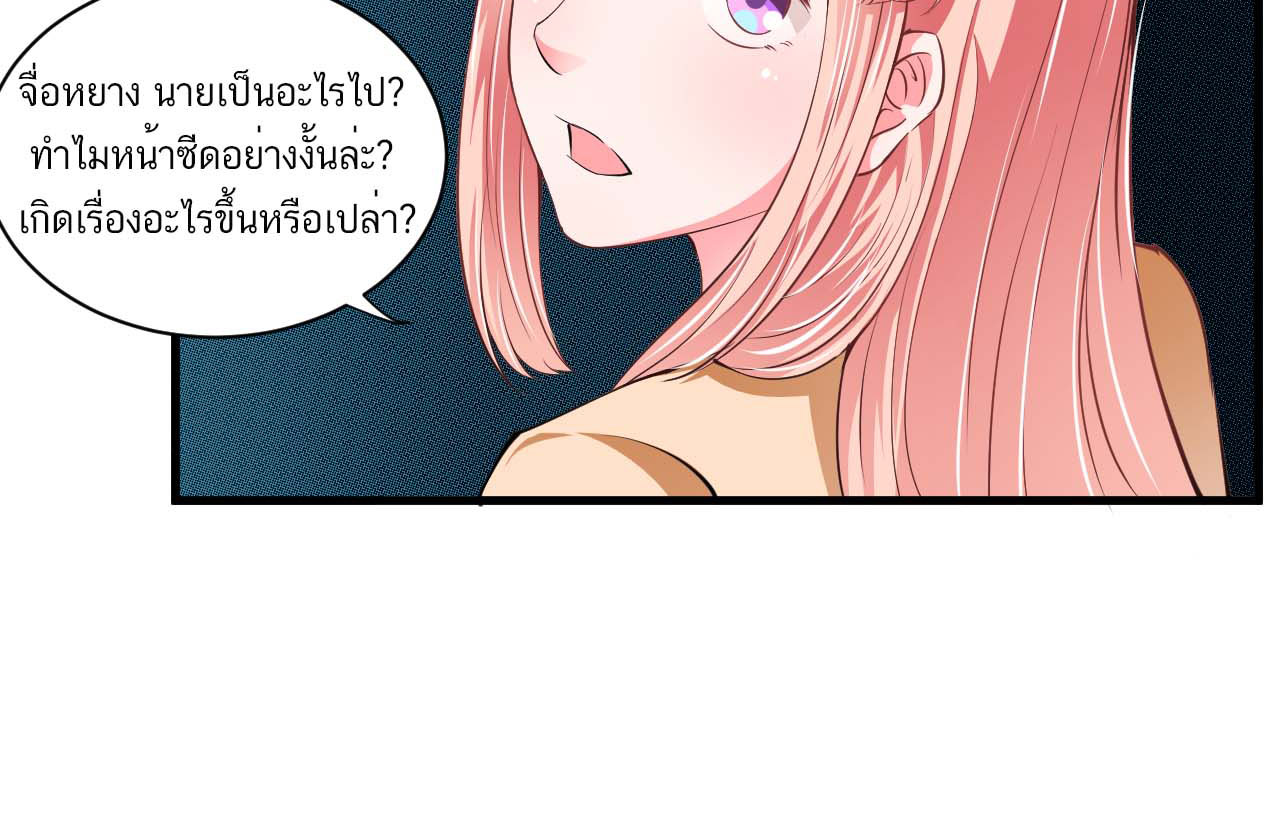 จื่อหยาง นายเป็นอะไรไป?
ทำไมหน้าซีดอย่างงั้นล่ะ?
เกิดเรื่องอะไรขึ้นหรือเปล่า?